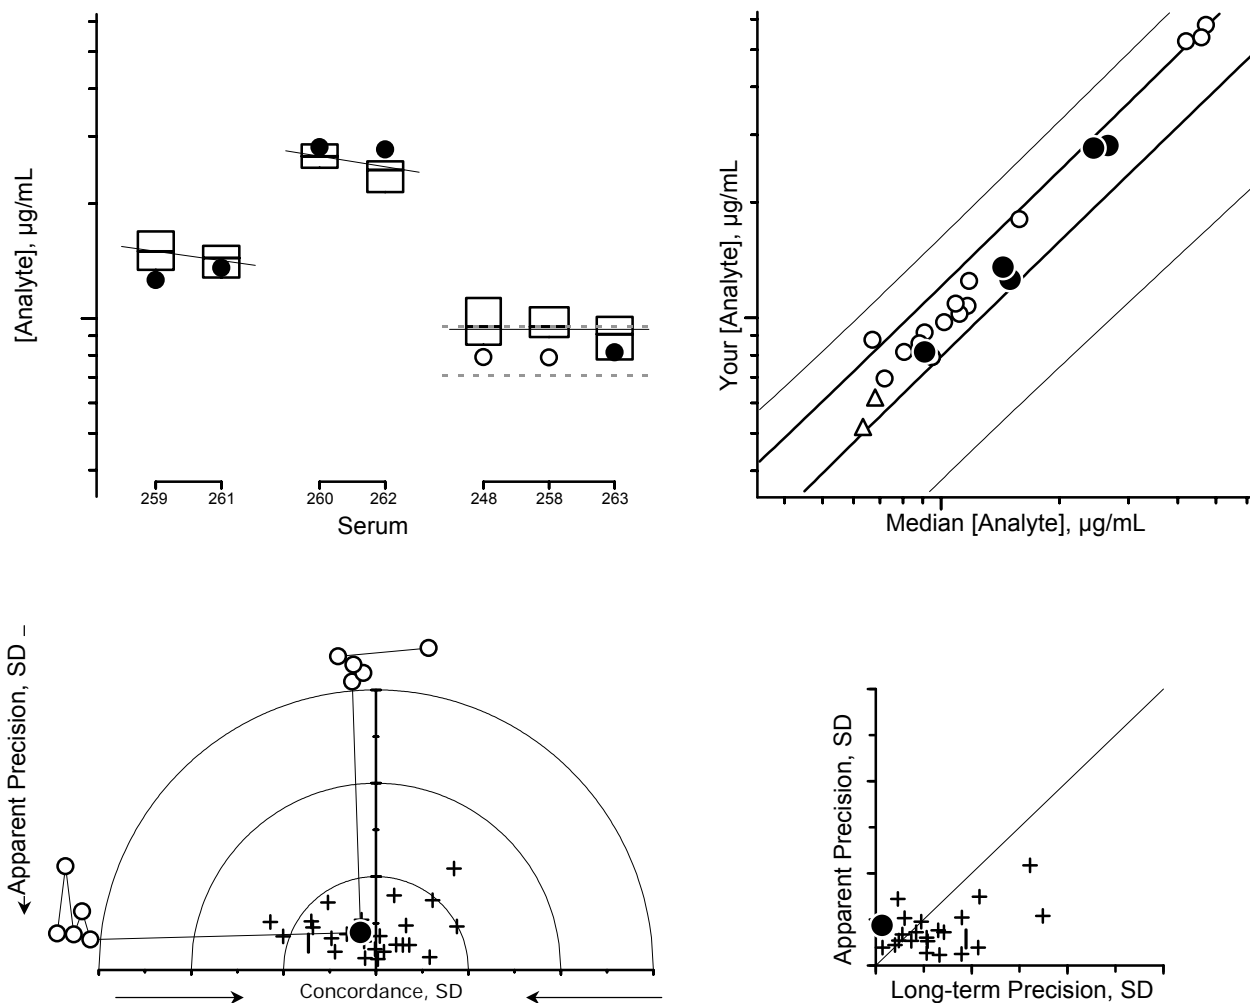 [Analyte], µg/mL
259
261
260
262
248
258
263
Serum
Your [Analyte], µg/mL
Median [Analyte], µg/mL
Apparent Precision, SD
Concordance, SD
Apparent Precision, SD
Long-term Precision, SD